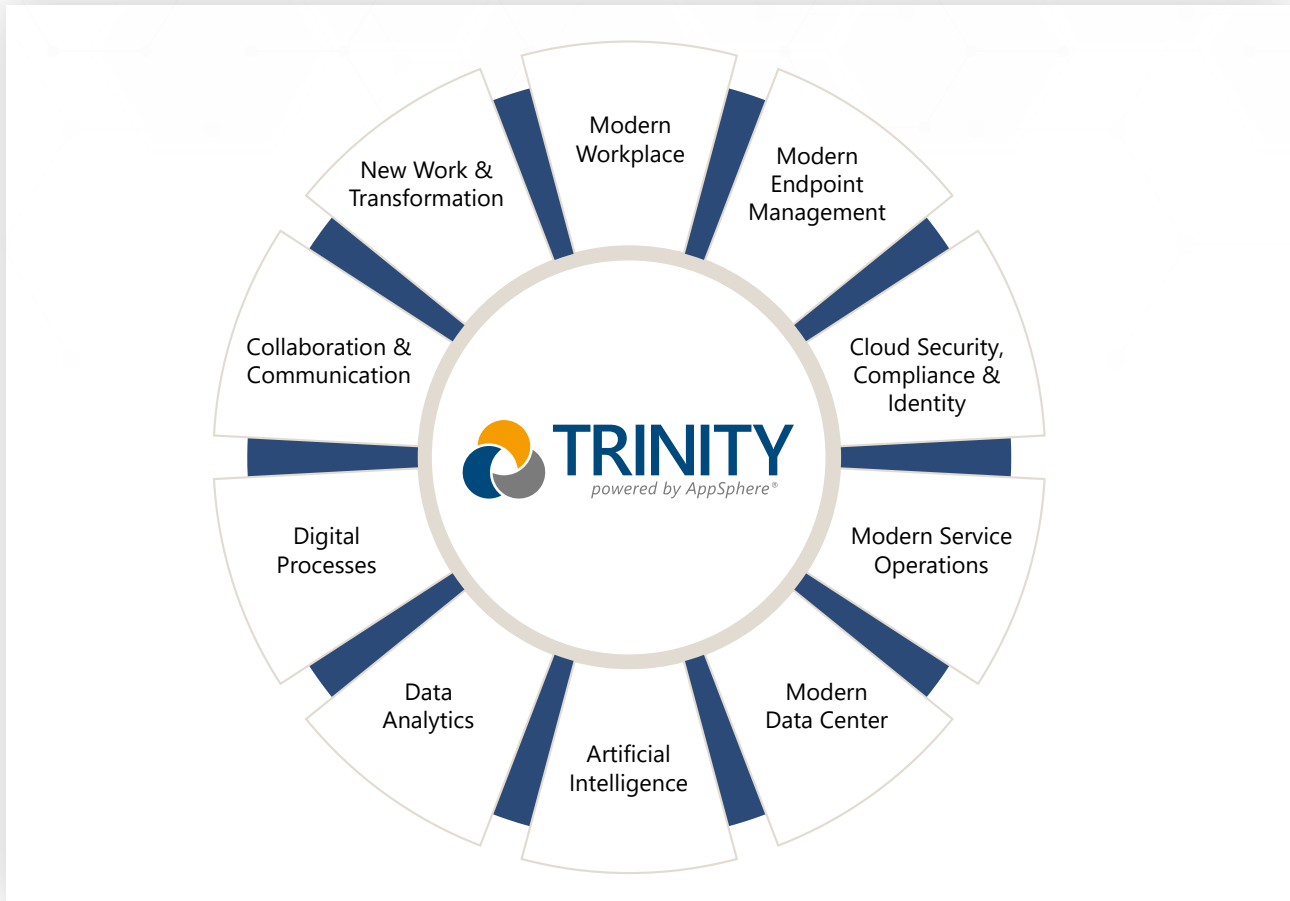 Modern
Workplace
Modern
Endpoint
Management
Cloud Security,
Compliance &
Identity
Modern Service
Operations
Modern
Data Center
Artificial
Intelligence
Data
Analytics
Digital
Processes
Collaboration &
Communication
New Work &
Transformation
TRINITY
powered by AppSphere®